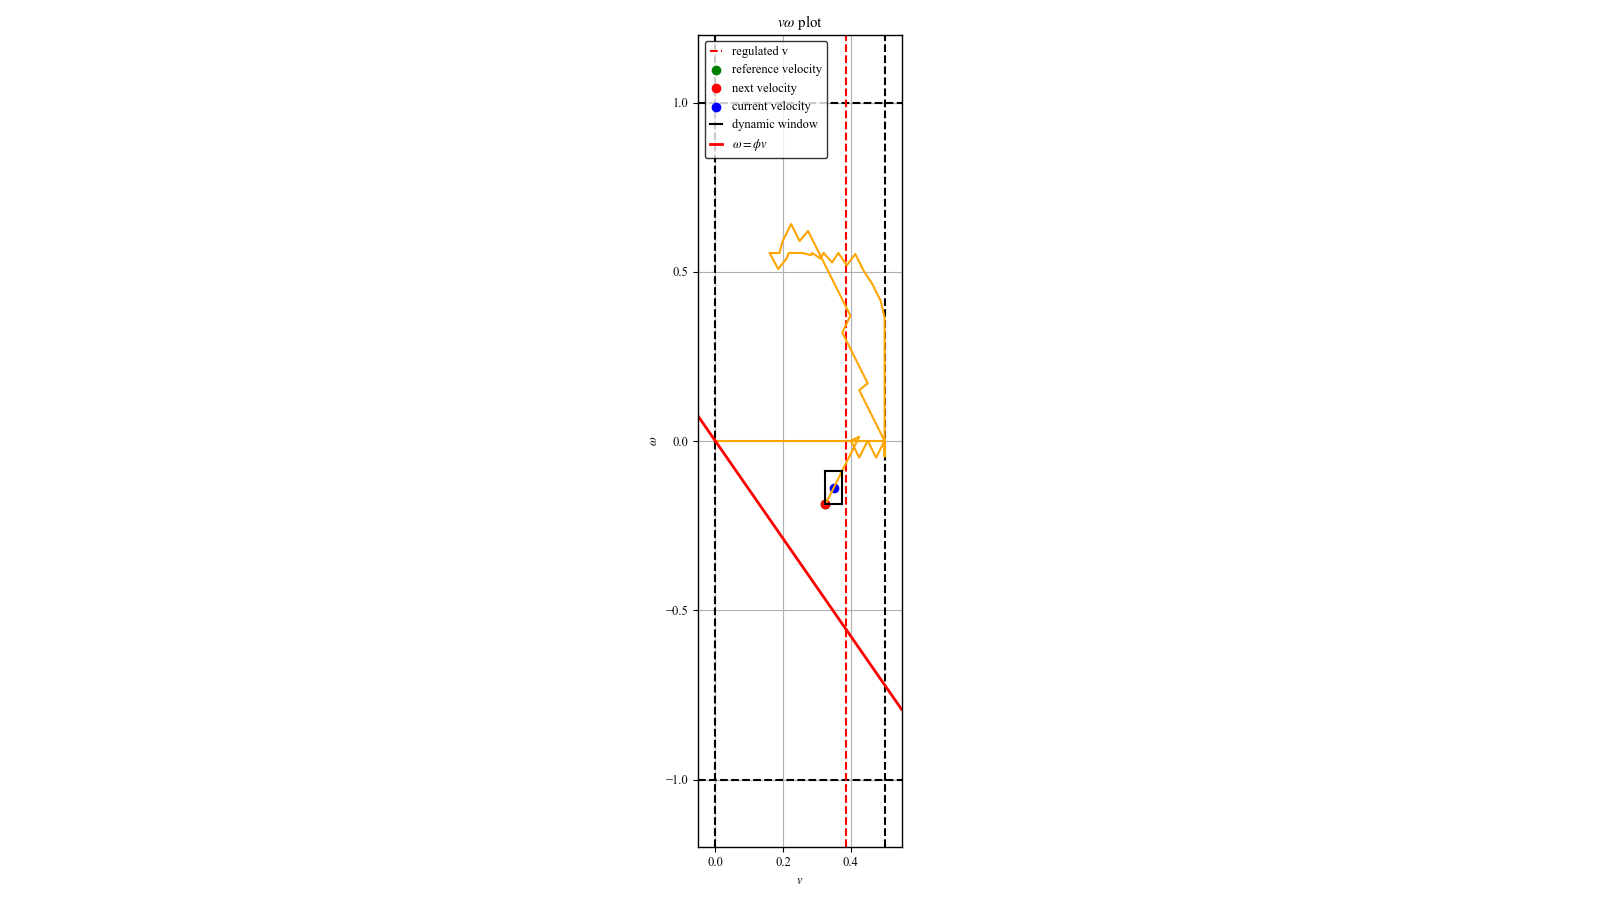 vω plot
regulated v
reference velocity
next velocity
current velocity
dynamic window
ω = ϕv
1.0
0.5
0.0
−0.5
−1.0
ω
0.0 0.2 0.4
v